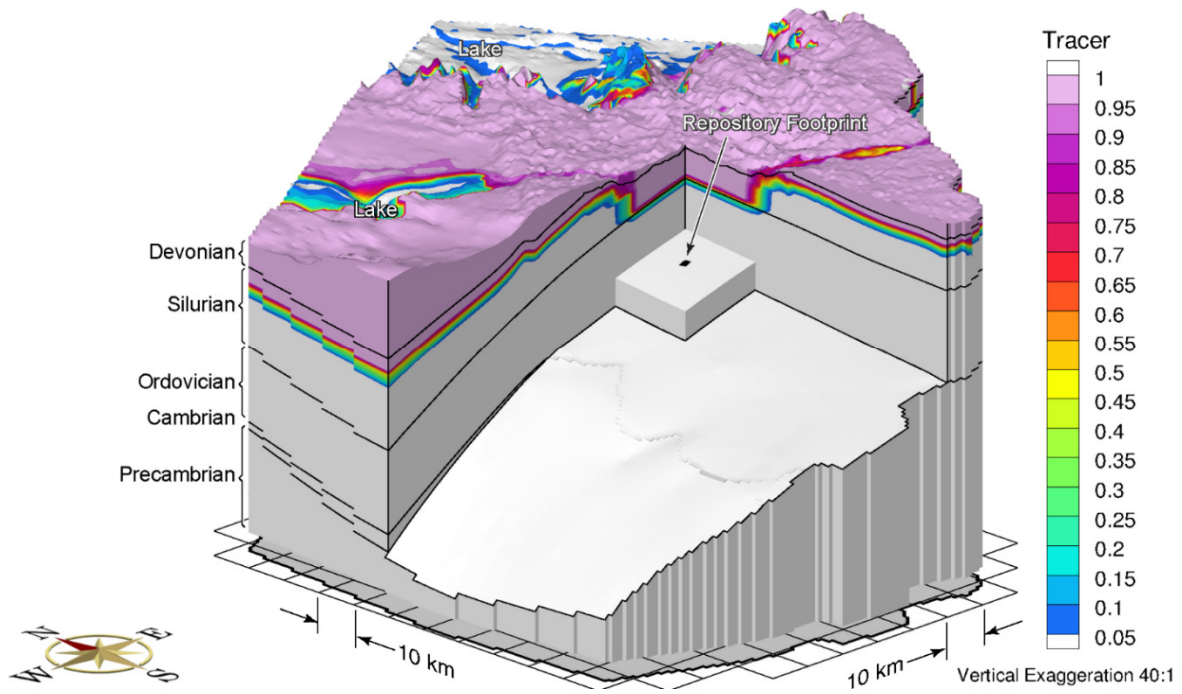 Lake
Repository Footprint
Lake
Devonian
Silurian
Ordovician
Cambrian
Precambrian
10 km
10 km
N
E
W
S
Tracer
1
0.95
0.9
0.85
0.8
0.75
0.7
0.65
0.6
0.55
0.5
0.45
0.4
0.35
0.3
0.25
0.2
0.15
0.1
0.05
Vertical Exaggeration 40:1